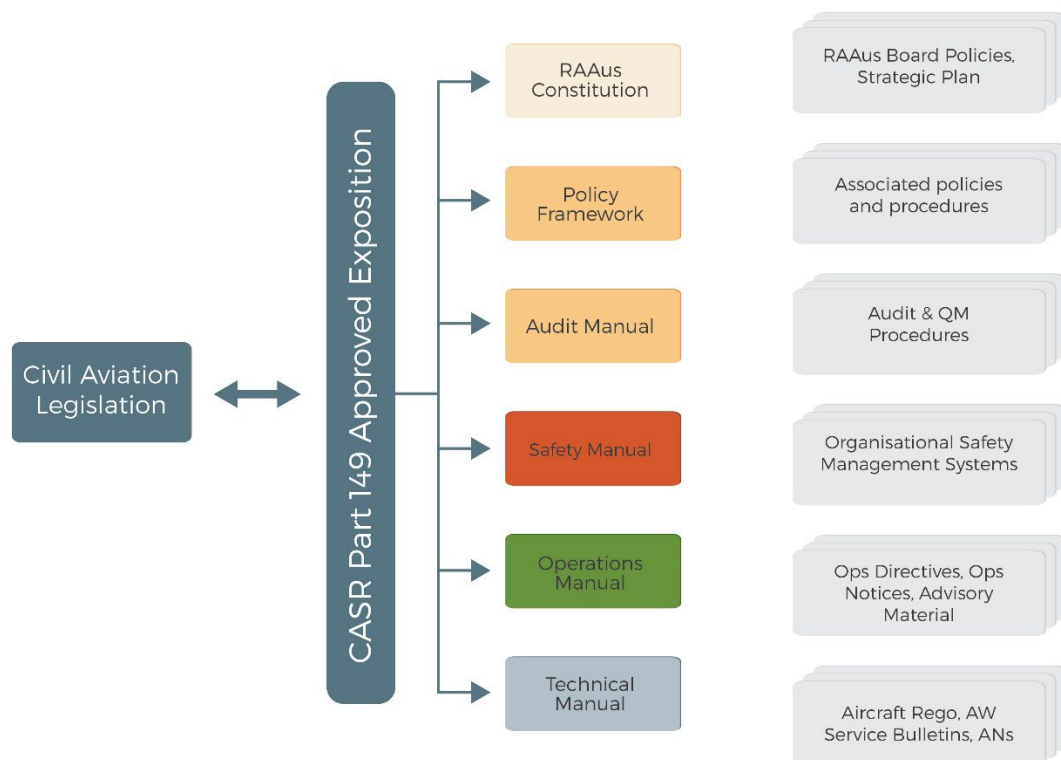 Civil Aviation
Legislation
CASR Part 149 Approved Exposition
RAAus
Constitution
RAAus Board Policies,
Strategic Plan
Policy
Framework
Associated policies
and procedures
Audit Manual
Audit & QM
Procedures
Safety Manual
Organisational Safety
Management Systems
Operations
Manual
Ops Directives, Ops
Notices, Advisory
Material
Technical
Manual
Aircraft Rego, AW
Service Bulletins, ANs